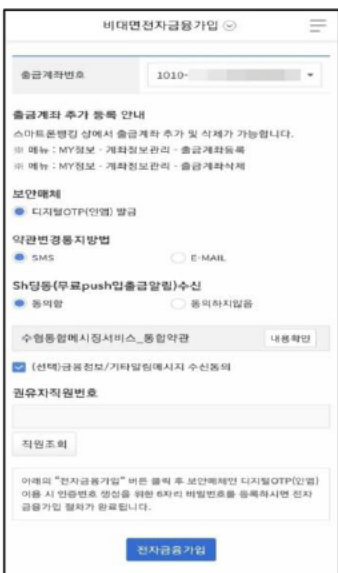 비대면전자금융가입
출금계좌번호
1010-
출금계좌 추가 등록 안내
스마트폰뱅킹 상에서 출금계좌 추가 및 삭제가 가능합니다.
※ 메뉴 : MY정보 - 계좌정보관리 - 출금계좌등록
※ 메뉴 : MY정보 - 계좌정보관리 - 출금계좌삭제
보안매체
디지털OTP(인앱) 발급
약관변경통지방법
SMS E-MAIL
Sh딩동(무료push입출금알림)수신
동의함 동의하지않음
수협통합메시징서비스_통합약관 내용확인
(선택)금융정보/기타알림메시지 수신동의
권유자직원번호
직원조회
아래의 "전자금융가입" 버튼 클릭 후 보안매체인 디지털OTP(인앱)
이용 시 인증번호 생성을 위한 6자리 비밀번호를 등록하시면 전자
금융가입 절차가 완료됩니다.
전자금융가입